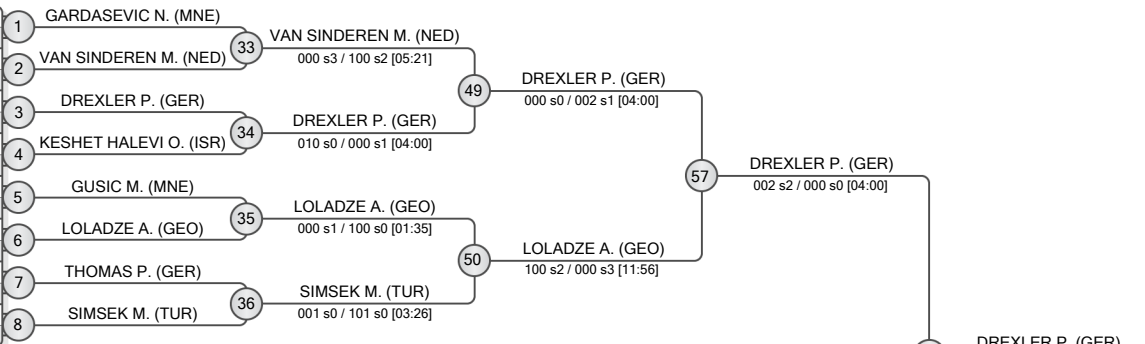 1
GARDASEVIC N. (MNE)
2
VAN SINDEREN M. (NED)
33
VAN SINDEREN M. (NED)
000 s3 / 100 s2 [05:21]
3
DREXLER P. (GER)
4
KESHET HALEVI O. (ISR)
34
DREXLER P. (GER)
010 s0 / 000 s1 [04:00]
49
DREXLER P. (GER)
000 s0 / 002 s1 [04:00]
5
GUSIC M. (MNE)
6
LOLADZE A. (GEO)
35
LOLADZE A. (GEO)
000 s1 / 100 s0 [01:35]
7
THOMAS P. (GER)
8
SIMSEK M. (TUR)
36
SIMSEK M. (TUR)
001 s0 / 101 s0 [03:26]
50
LOLADZE A. (GEO)
100 s2 / 000 s3 [11:56]
57
DREXLER P. (GER)
002 s2 / 000 s0 [04:00]
DREXLER P. (GER)